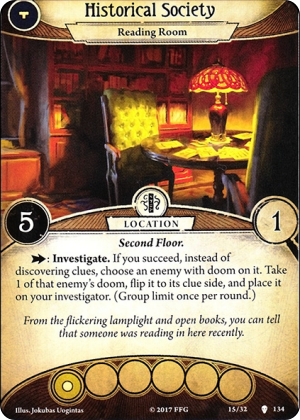 Historical Society
Reading Room
5
1
LOCATION
Second Floor.
: Investigate. If you succeed, instead of
discovering clues, choose an enemy with doom on it. Take
1 of that enemy's doom, flip it to its clue side, and place it
on your investigator. (Group limit once per round.)
From the flickering lamplight and open books, you can tell
that someone was reading in here recently.
Illus. Jokubas Uogintas
© 2017 FFG
15/32
134